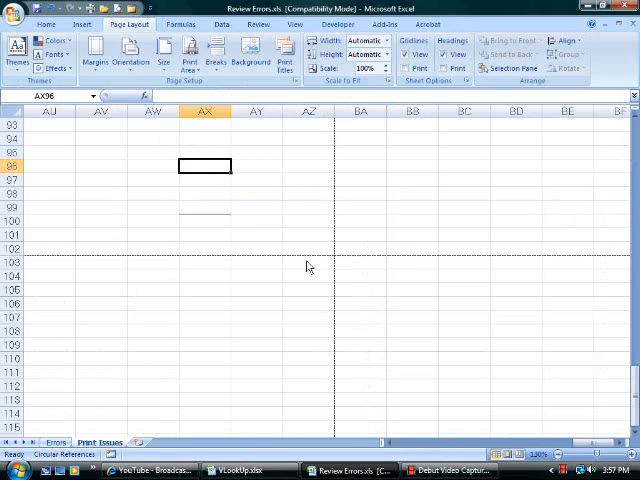 Review Errors.xls [Compatibility Mode] - Microsoft Excel
Home Insert Page Layout Formulas Data Review View Developer Add-Ins Acrobat
Themes Colors Fonts Effects Themes
Margins Orientation Size Print Area Breaks Background Print Titles Page Setup
Width: Automatic
Height: Automatic
Scale: 100%
Scale to Fit
Gridlines Headings
View View
Print Print
Sheet Options
Bring to Front Align
Send to Back Group
Selection Pane Rotate
Arrange
AX96 fx
AU AV AW AX AY AZ BA BB BC BD BE BF
93
94
95
96
97
98
99
100
101
102
103
104
105
106
107
108
109
110
111
112
113
114
115
Errors Print Issues
Ready Circular References 130%
YouTube - Broadcas... VLookUp.xlsx Review Errors.xls [C... Debut Video Captur... 3:57 PM